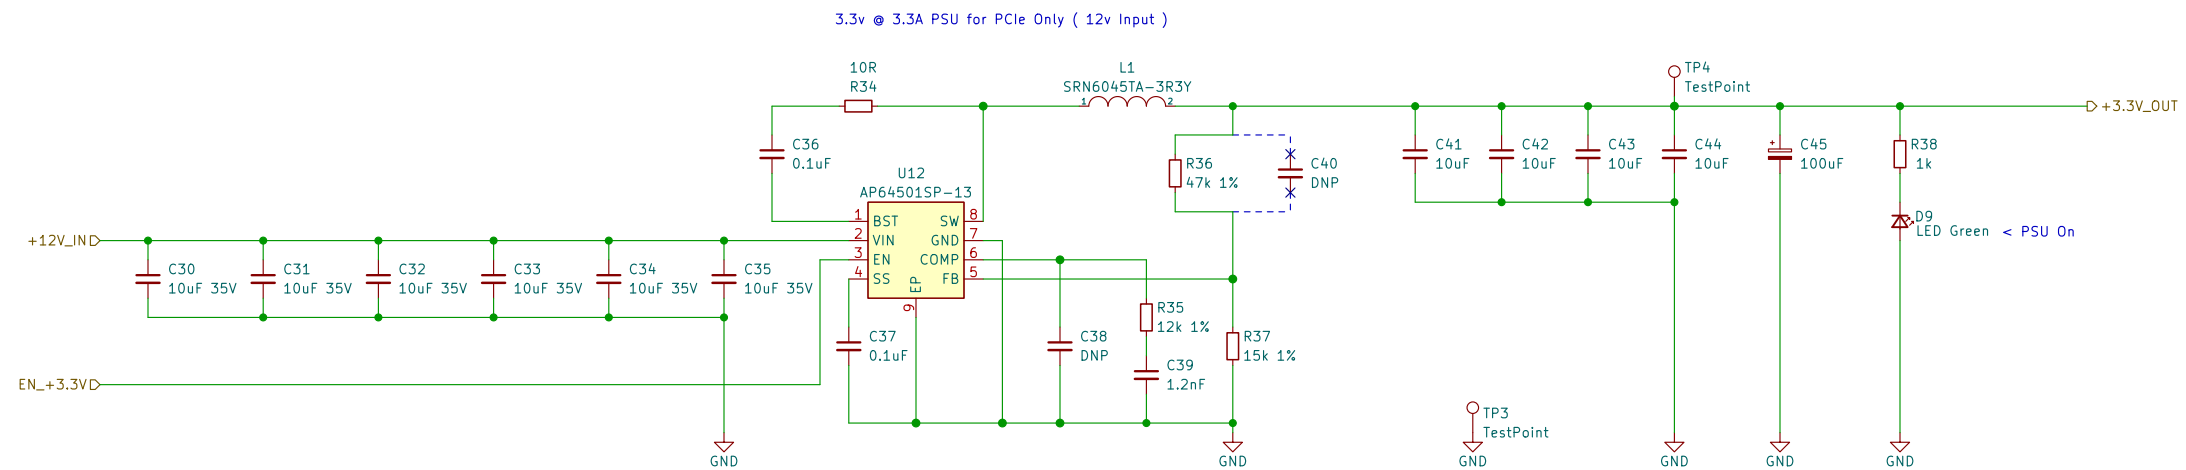 3.3v @ 3.3A PSU for PCIe Only ( 12v Input )
10R
R34
L1
SRN6045TA-3R3Y
1
2
TP4
TestPoint
+3.3V_OUT
C36
0.1uF
R36
47k 1%
C40
DNP
C41
10uF
C42
10uF
C43
10uF
C44
10uF
C45
100uF
R38
1k
U12
AP64501SP-13
1
BST
SW
8
+12V_IN
2
VIN
GND
7
3
EN
COMP
6
4
SS
FB
5
EP
9
D9
LED Green
< PSU On
C30
10uF 35V
C31
10uF 35V
C32
10uF 35V
C33
10uF 35V
C34
10uF 35V
C35
10uF 35V
C37
0.1uF
C38
DNP
R35
12k 1%
C39
1.2nF
R37
15k 1%
EN_+3.3V
TP3
TestPoint
GND
GND
GND
GND
GND
GND